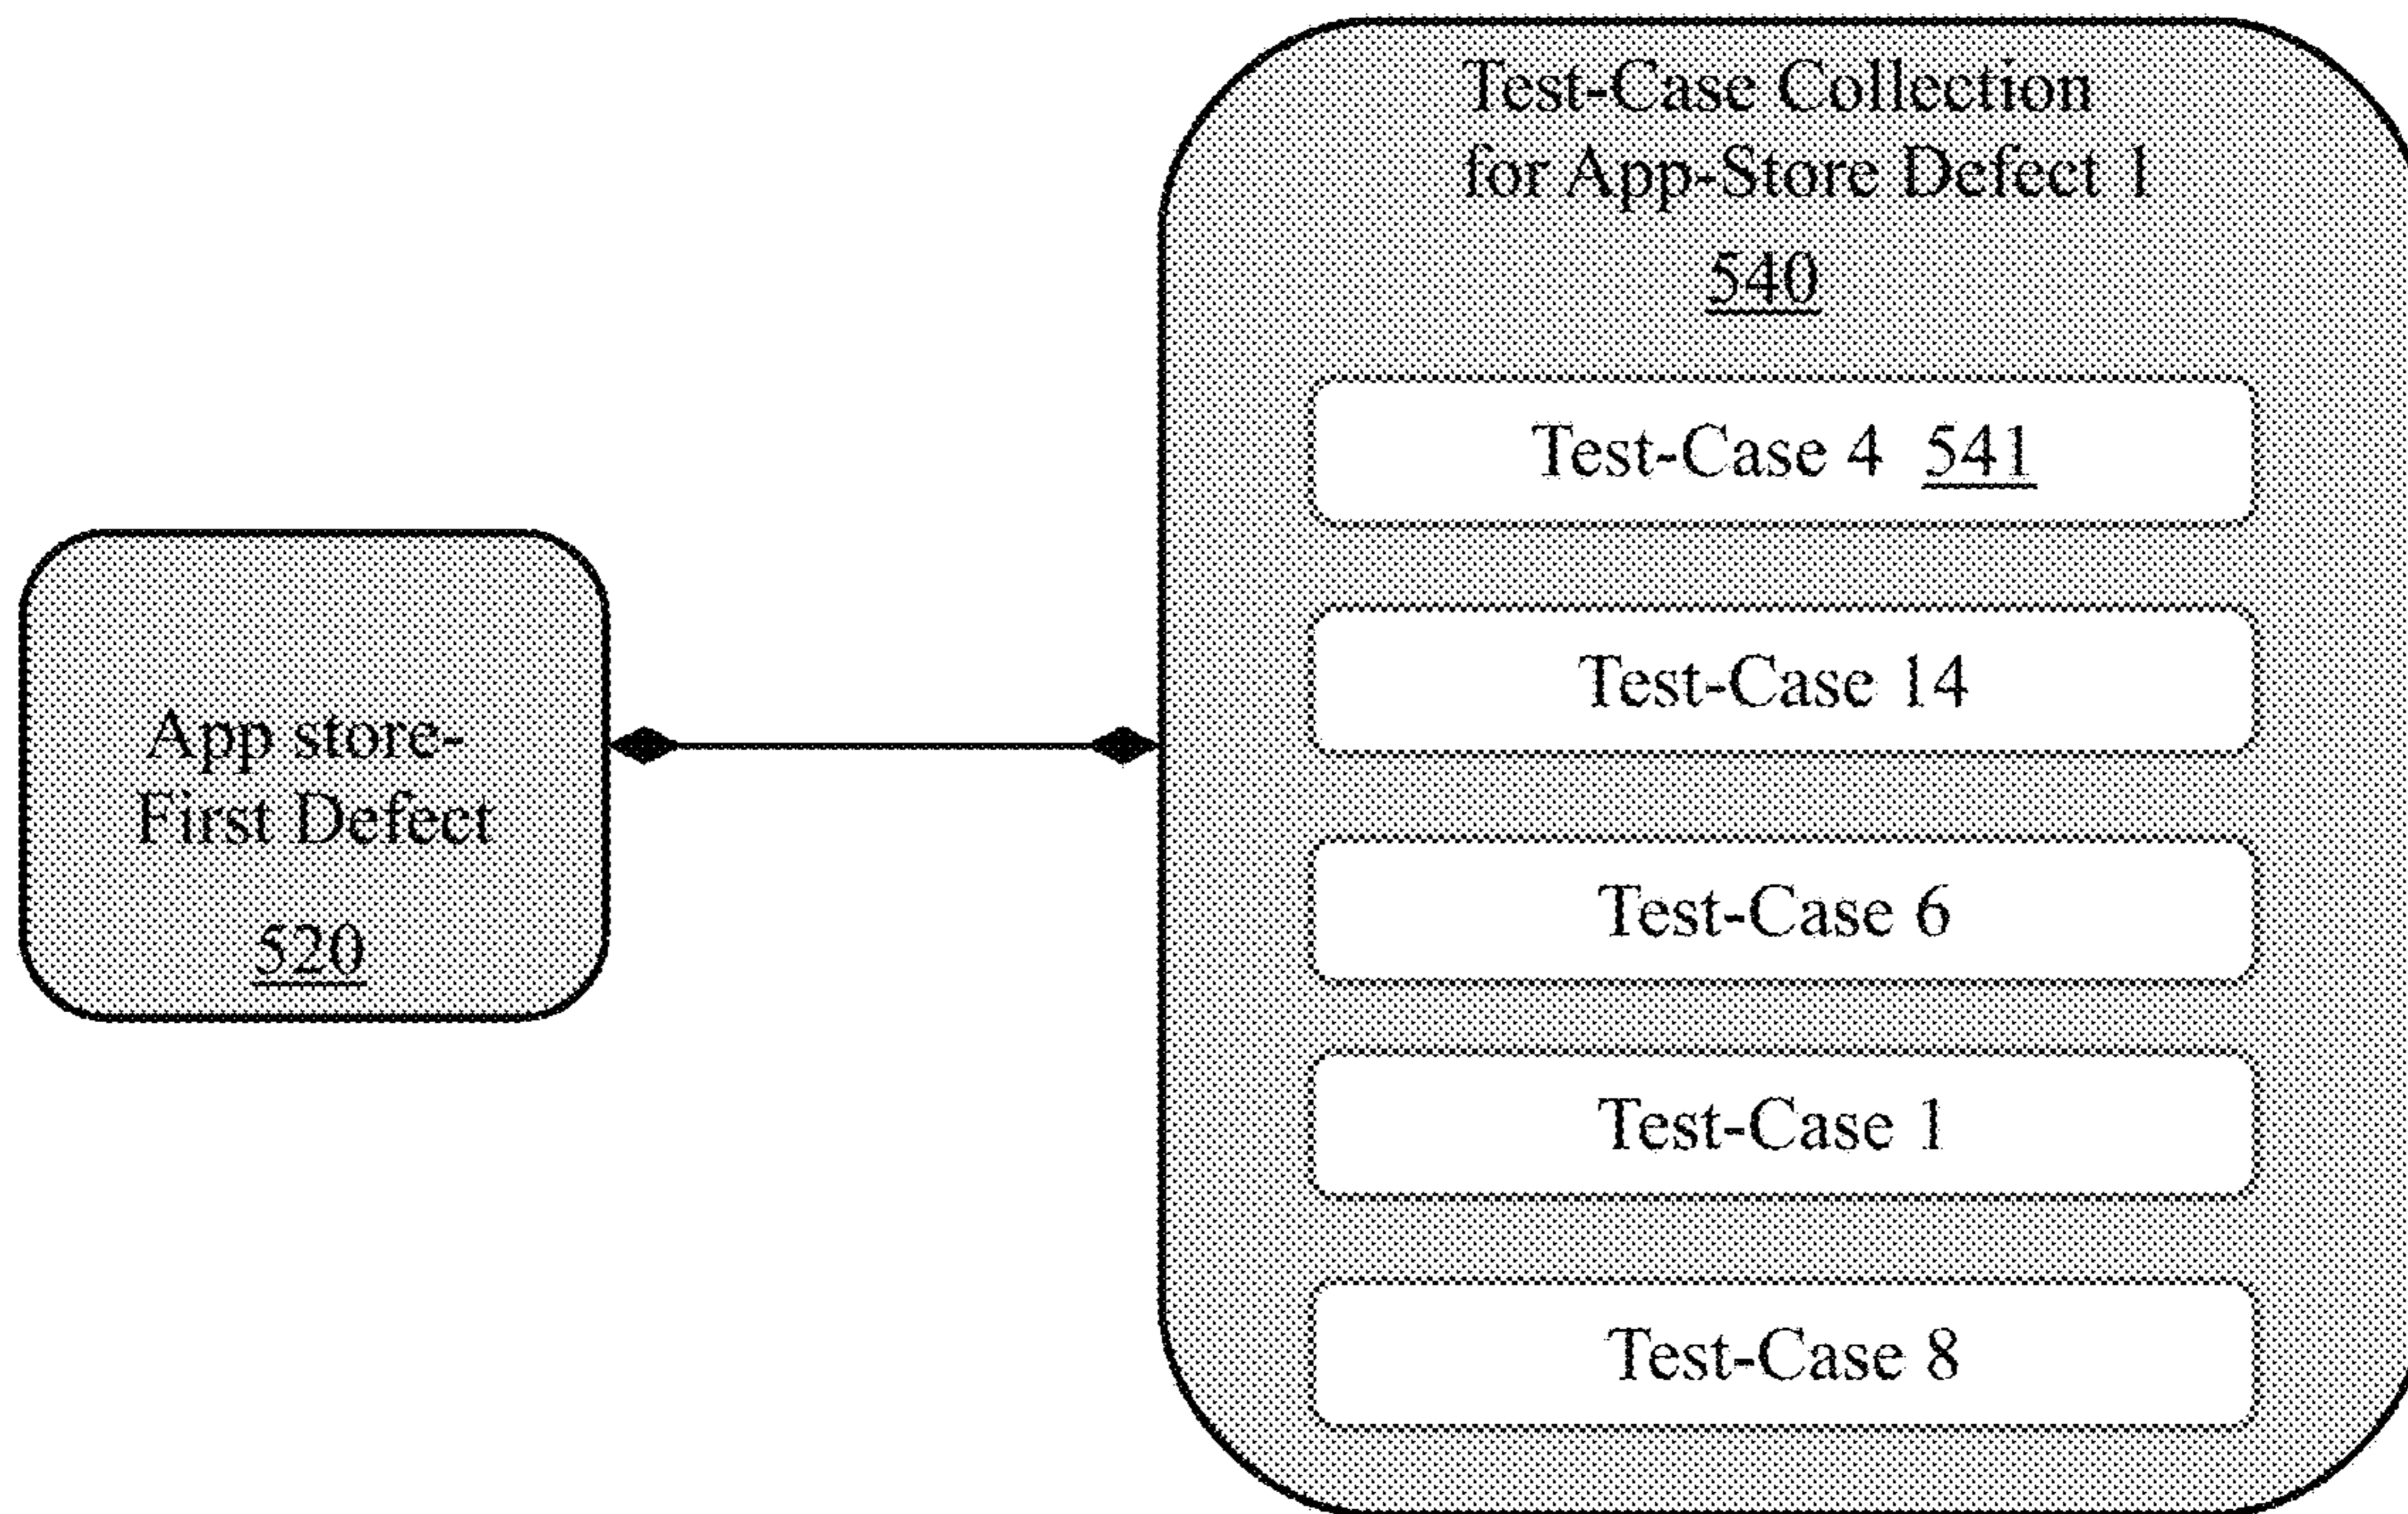 Test-Case Collection
for App-Store Defect 1
540
Test-Case 4 541
Test-Case 14
App store-
First Defect
520
Test-Case 6
Test-Case 1
Test-Case 8